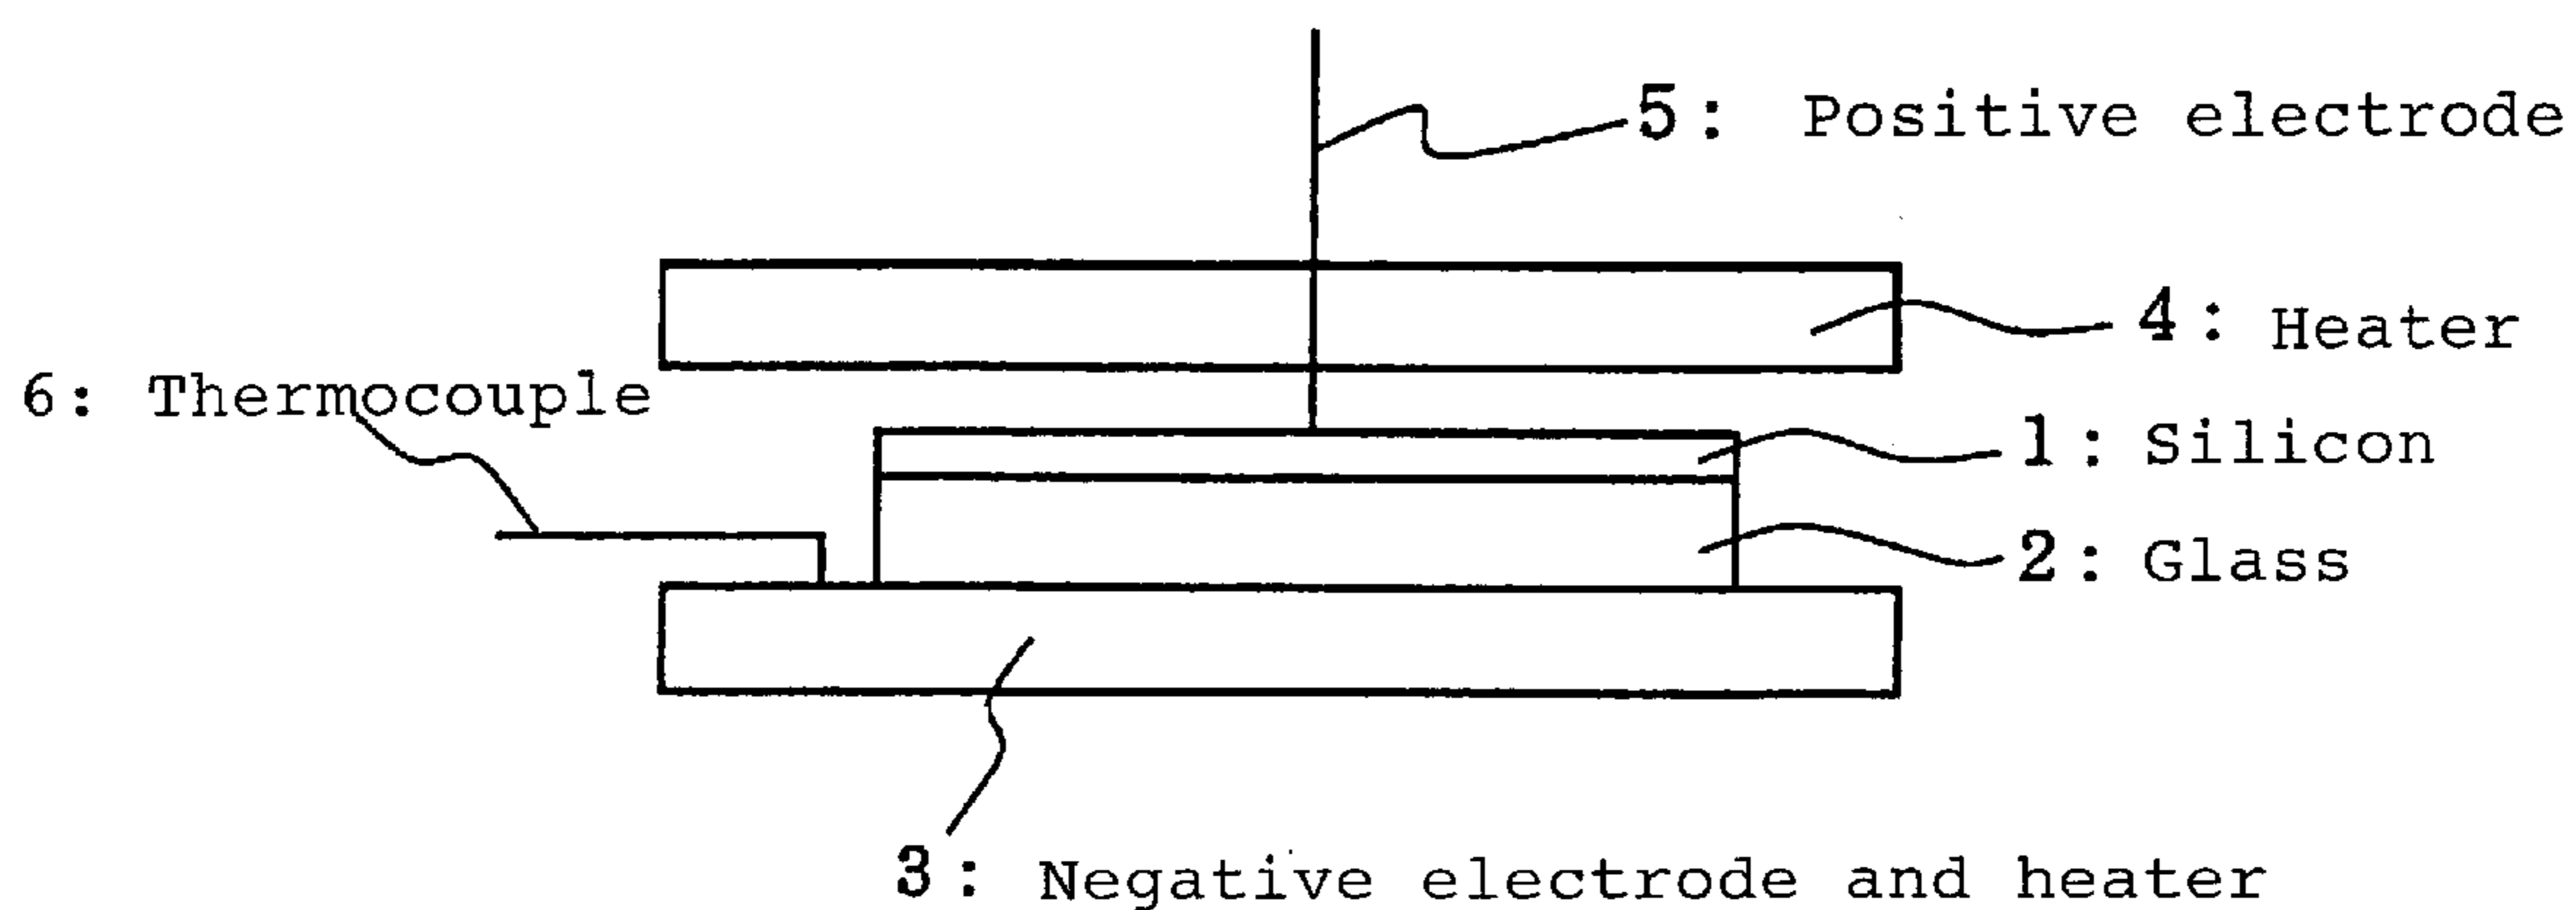 5: Positive electrode
4: Heater
6: Thermocouple
1: Silicon
2: Glass
3: Negative electrode and heater